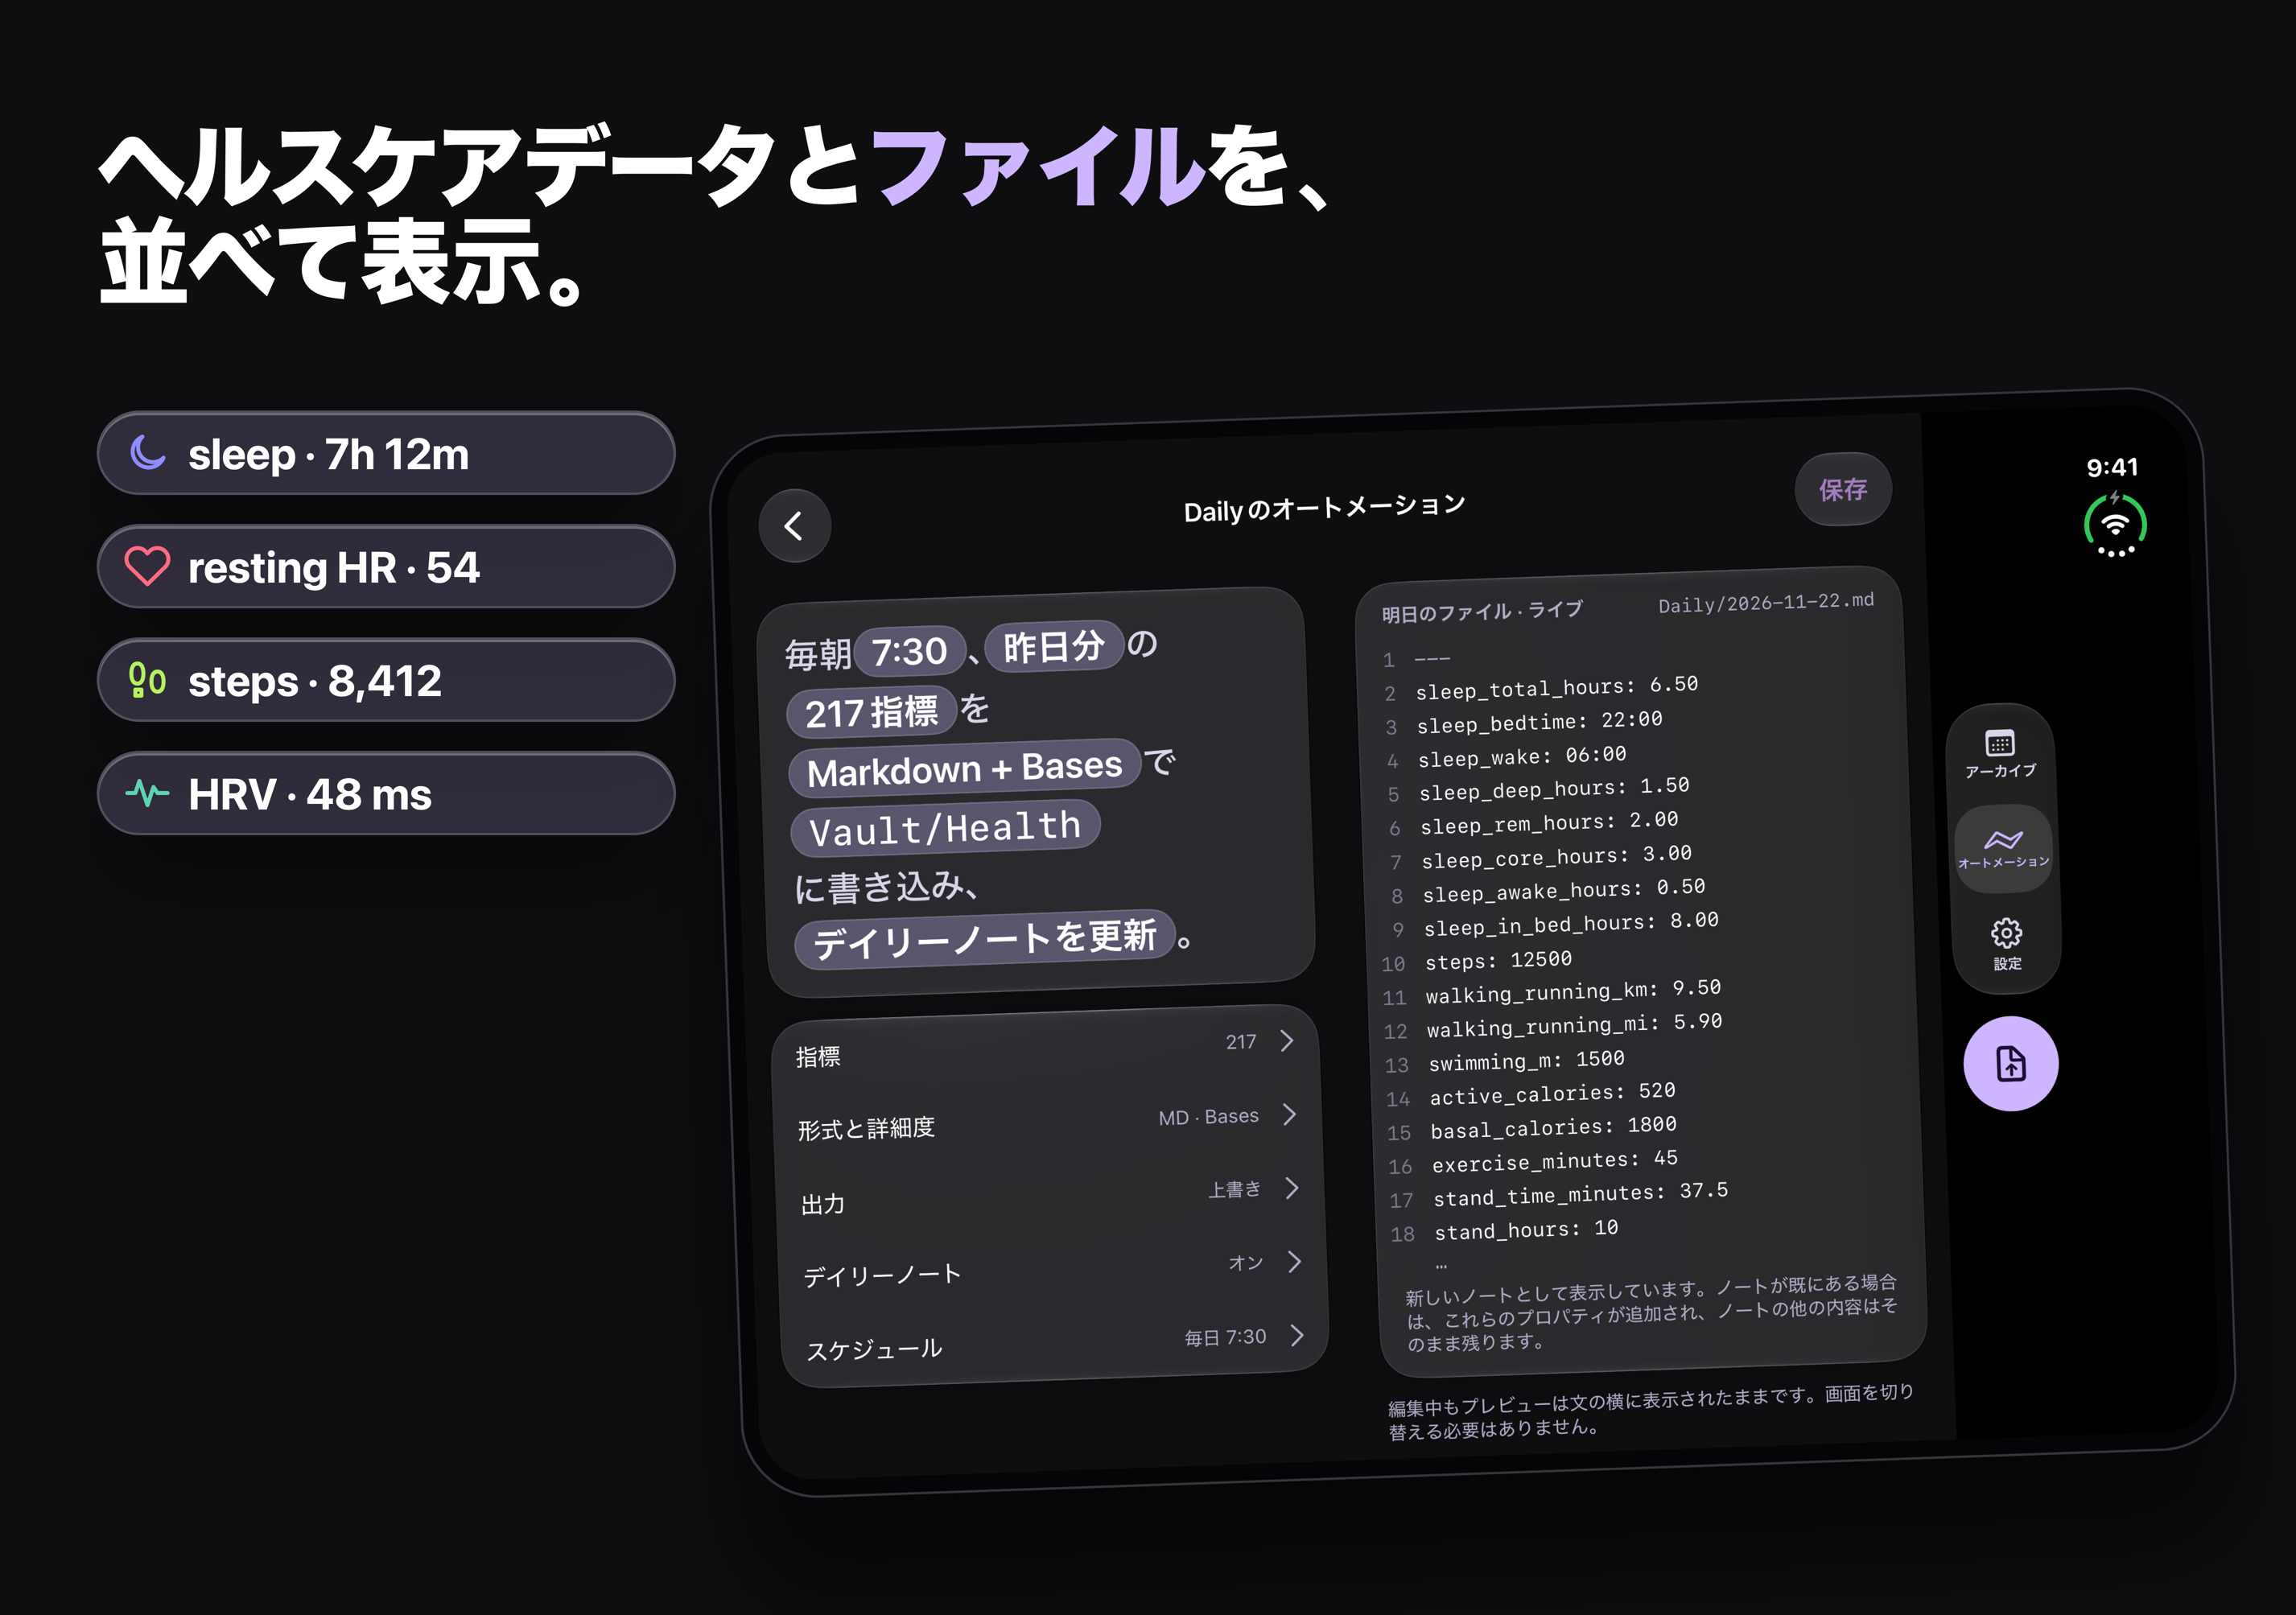 ヘルスケアデータとファイルを、
並べて表示。
sleep · 7h 12m
resting HR · 54
steps · 8,412
HRV · 48 ms
Dailyのオートメーション
保存
毎朝 7:30 、 昨日分 の
217 指標 を
Markdown + Bases で
Vault/Health
に書き込み、
デイリーノートを更新 。
指標 217
形式と詳細度 MD · Bases
出力 上書き
デイリーノート オン
スケジュール 毎日 7:30
明日のファイル · ライブ Daily/2026-11-22.md
1 ---
2 sleep_total_hours: 6.50
3 sleep_bedtime: 22:00
4 sleep_wake: 06:00
5 sleep_deep_hours: 1.50
6 sleep_rem_hours: 2.00
7 sleep_core_hours: 3.00
8 sleep_awake_hours: 0.50
9 sleep_in_bed_hours: 8.00
10 steps: 12500
11 walking_running_km: 9.50
12 walking_running_mi: 5.90
13 swimming_m: 1500
14 active_calories: 520
15 basal_calories: 1800
16 exercise_minutes: 45
17 stand_time_minutes: 37.5
18 stand_hours: 10
…
新しいノートとして表示しています。ノートが既にある場合
は、これらのプロパティが追加され、ノートの他の内容はそ
のまま残ります。
編集中もプレビューは文の横に表示されたままです。画面を切り
替える必要はありません。
9:41
アーカイブ
オートメーション
設定